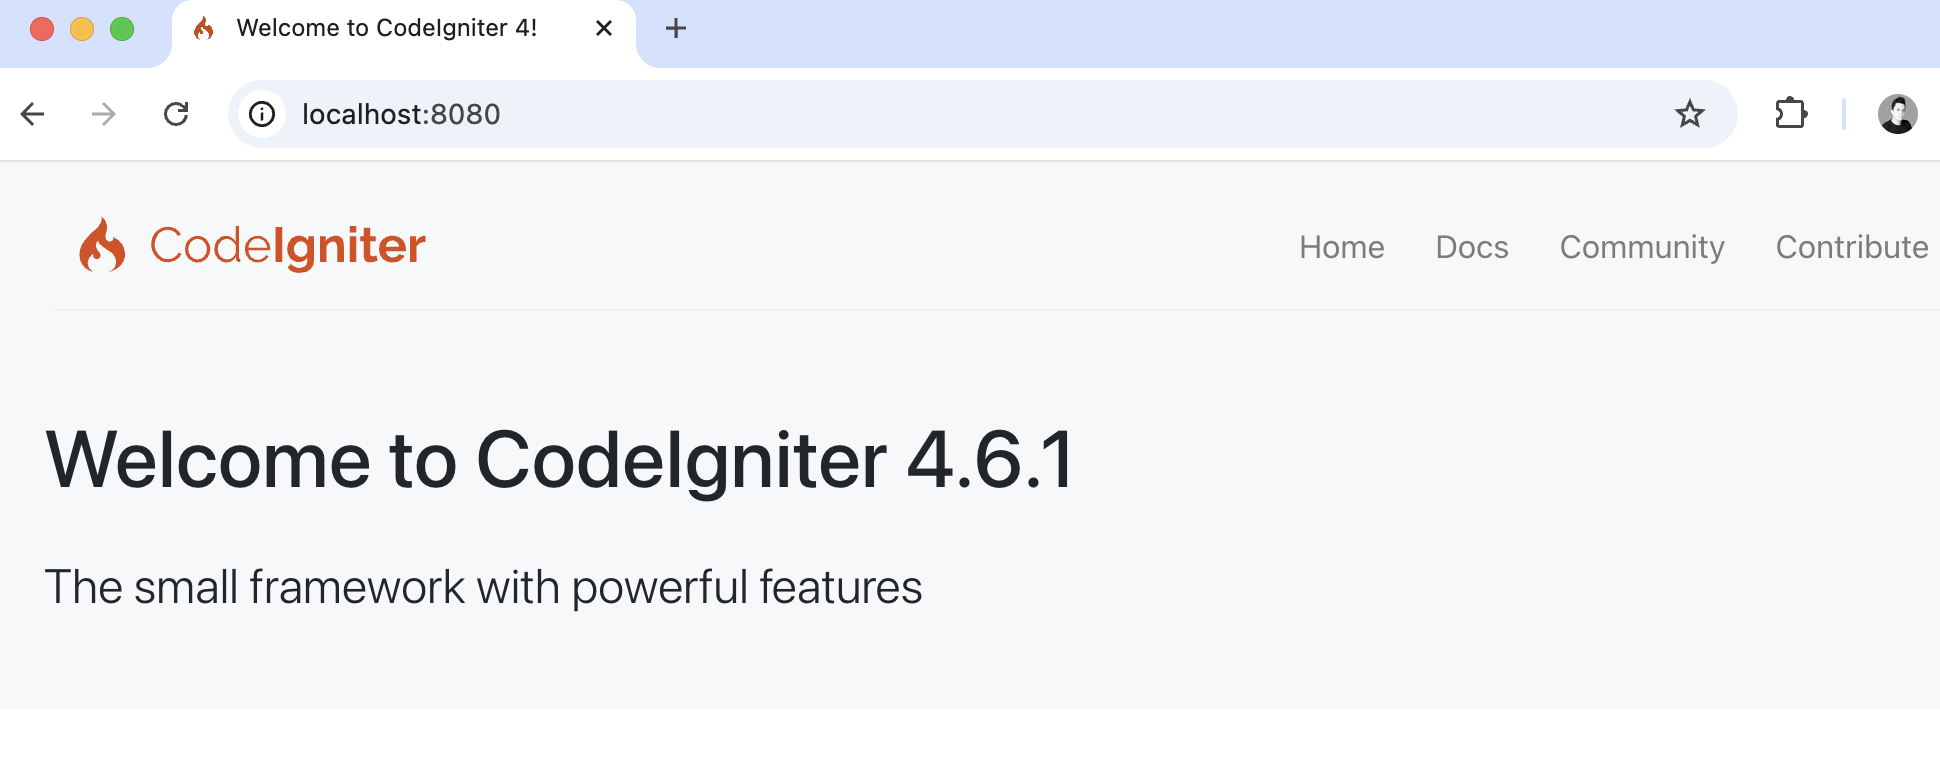 Welcome to CodeIgniter 4!
localhost:8080
CodeIgniter
Home Docs Community Contribute
Welcome to CodeIgniter 4.6.1
The small framework with powerful features